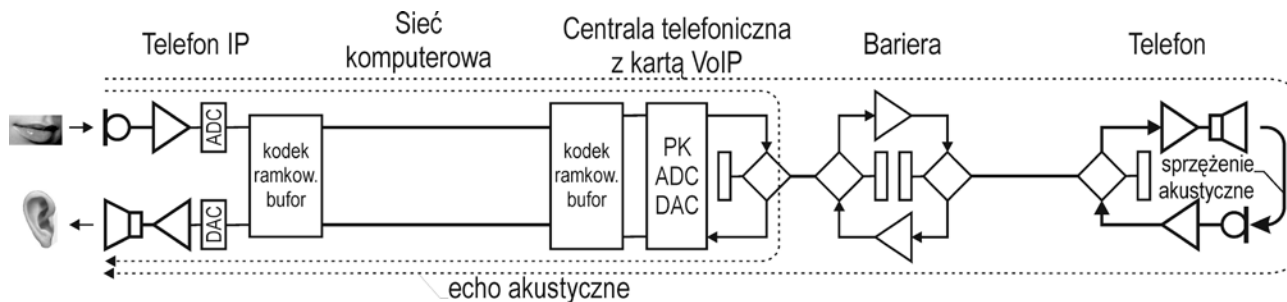 Telefon IP
Sieć
komputerowa
Centrala telefoniczna
z kartą VoIP
Bariera
Telefon
ADC
kodek
ramkow.
bufor
DAC
kodek
ramkow.
bufor
PK
ADC
DAC
sprzężenie
akustyczne
echo akustyczne